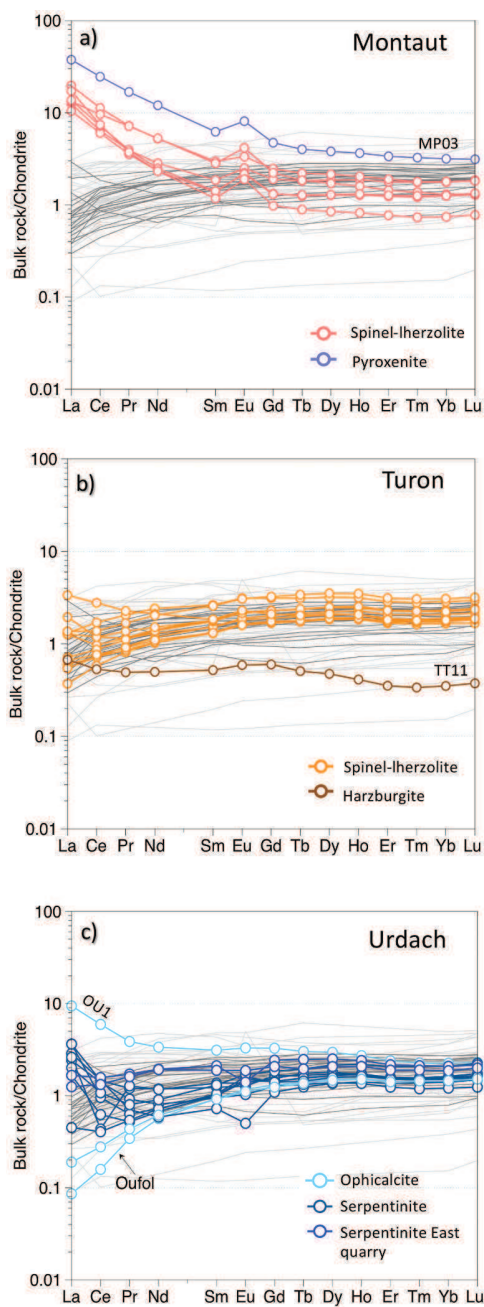 a)
Montaut
100
10
1
0.1
0.01
Bulk rock/Chondrite
MP03
Spinel-lherzolite
Pyroxenite
La Ce Pr Nd Sm Eu Gd Tb Dy Ho Er Tm Yb Lu
b)
Turon
100
10
1
0.1
0.01
Bulk rock/Chondrite
TT11
Spinel-lherzolite
Harzburgite
La Ce Pr Nd Sm Eu Gd Tb Dy Ho Er Tm Yb Lu
c)
Urdach
100
10
1
0.1
0.01
Bulk rock/Chondrite
OU1
Oufol
Ophicalcite
Serpentinite
Serpentinite East
quarry
La Ce Pr Nd Sm Eu Gd Tb Dy Ho Er Tm Yb Lu